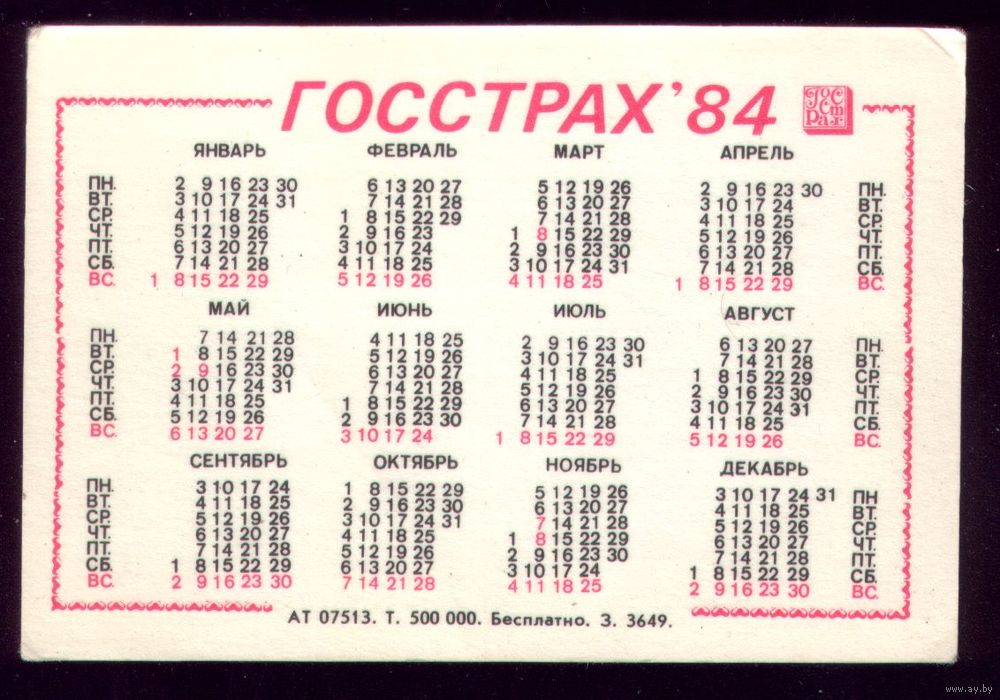 ГОССТРАХ '84 ГОССТРАХ
ЯНВАРЬ ФЕВРАЛЬ МАРТ АПРЕЛЬ
ПН. 2 9 16 23 30 6 13 20 27 5 12 19 26 2 9 16 23 30 ПН.
ВТ. 3 10 17 24 31 7 14 21 28 6 13 20 27 3 10 17 24 ВТ.
СР. 4 11 18 25 1 8 15 22 29 7 14 21 28 4 11 18 25 СР.
ЧТ. 5 12 19 26 2 9 16 23 1 8 15 22 29 5 12 19 26 ЧТ.
ПТ. 6 13 20 27 3 10 17 24 2 9 16 23 30 6 13 20 27 ПТ.
СБ. 7 14 21 28 4 11 18 25 3 10 17 24 31 7 14 21 28 СБ.
ВС. 1 8 15 22 29 5 12 19 26 4 11 18 25 1 8 15 22 29 ВС.
МАЙ ИЮНЬ ИЮЛЬ АВГУСТ
ПН. 7 14 21 28 4 11 18 25 2 9 16 23 30 6 13 20 27 ПН.
ВТ. 1 8 15 22 29 5 12 19 26 3 10 17 24 31 7 14 21 28 ВТ.
СР. 2 9 16 23 30 6 13 20 27 4 11 18 25 1 8 15 22 29 СР.
ЧТ. 3 10 17 24 31 7 14 21 28 5 12 19 26 2 9 16 23 30 ЧТ.
ПТ. 4 11 18 25 1 8 15 22 29 6 13 20 27 3 10 17 24 31 ПТ.
СБ. 5 12 19 26 2 9 16 23 30 7 14 21 28 4 11 18 25 СБ.
ВС. 6 13 20 27 3 10 17 24 1 8 15 22 29 5 12 19 26 ВС.
СЕНТЯБРЬ ОКТЯБРЬ НОЯБРЬ ДЕКАБРЬ
ПН. 3 10 17 24 1 8 15 22 29 5 12 19 26 3 10 17 24 31 ПН.
ВТ. 4 11 18 25 2 9 16 23 30 6 13 20 27 4 11 18 25 ВТ.
СР. 5 12 19 26 3 10 17 24 31 7 14 21 28 5 12 19 26 СР.
ЧТ. 6 13 20 27 4 11 18 25 1 8 15 22 29 6 13 20 27 ЧТ.
ПТ. 7 14 21 28 5 12 19 26 2 9 16 23 30 7 14 21 28 ПТ.
СБ. 1 8 15 22 29 6 13 20 27 3 10 17 24 1 8 15 22 29 СБ.
ВС. 2 9 16 23 30 7 14 21 28 4 11 18 25 2 9 16 23 30 ВС.
АТ 07513. Т. 500 000. Бесплатно. З. 3649.
www.ay.by